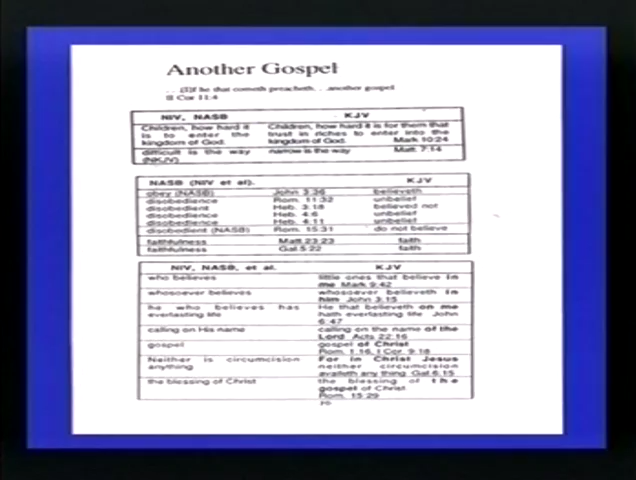 Another Gospel
. . [I]f he that cometh preacheth. . .another gospel
II Cor 11:4
NIV, NASB KJV
Children, how hard it Children, how hard it is for them that
is to enter the trust in riches to enter into the
kingdom of God. kingdom of God. Mark 10:24
difficult is the way narrow is the way Matt. 7:14
(NKJV)
NASB (NIV et al). KJV
obey (NASB) John 3:36 believeth
disobedience Rom. 11:32 unbelief
disobedient Heb. 3:18 believed not
disobedience Heb. 4:6 unbelief
disobedience Heb. 4:11 unbelief
disobedient (NASB) Rom. 15:31 do not believe
faithfulness Matt 23:23 faith
faithfulness Gal 5:22 faith
NIV, NASB, et al. KJV
who believes little ones that believe in
me Mark 9:42
whosoever believes whosoever believeth in
him John 3:15
he who believes has He that believeth on me
everlasting life hath everlasting life John
6:47
calling on His name calling on the name of the
Lord Acts 22:16
gospel gospel of Christ
Rom. 1:16, I Cor. 9:18
Neither is circumcision For in Christ Jesus
anything neither circumcision
availeth any thing Gal 6:15
the blessing of Christ the blessing of the
gospel of Christ
Rom. 15:29